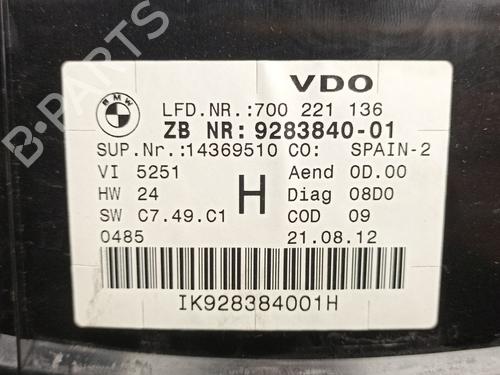 B-PARTS
VDO
BMW
LFD.NR.:700 221 136
ZB NR: 9283840-01
SUP.Nr.:14369510 CO: SPAIN-2
VI 5251 Aend 0D.00
HW 24 H Diag 08D0
SW C7.49.C1 COD 09
0485 21.08.12
IK928384001H